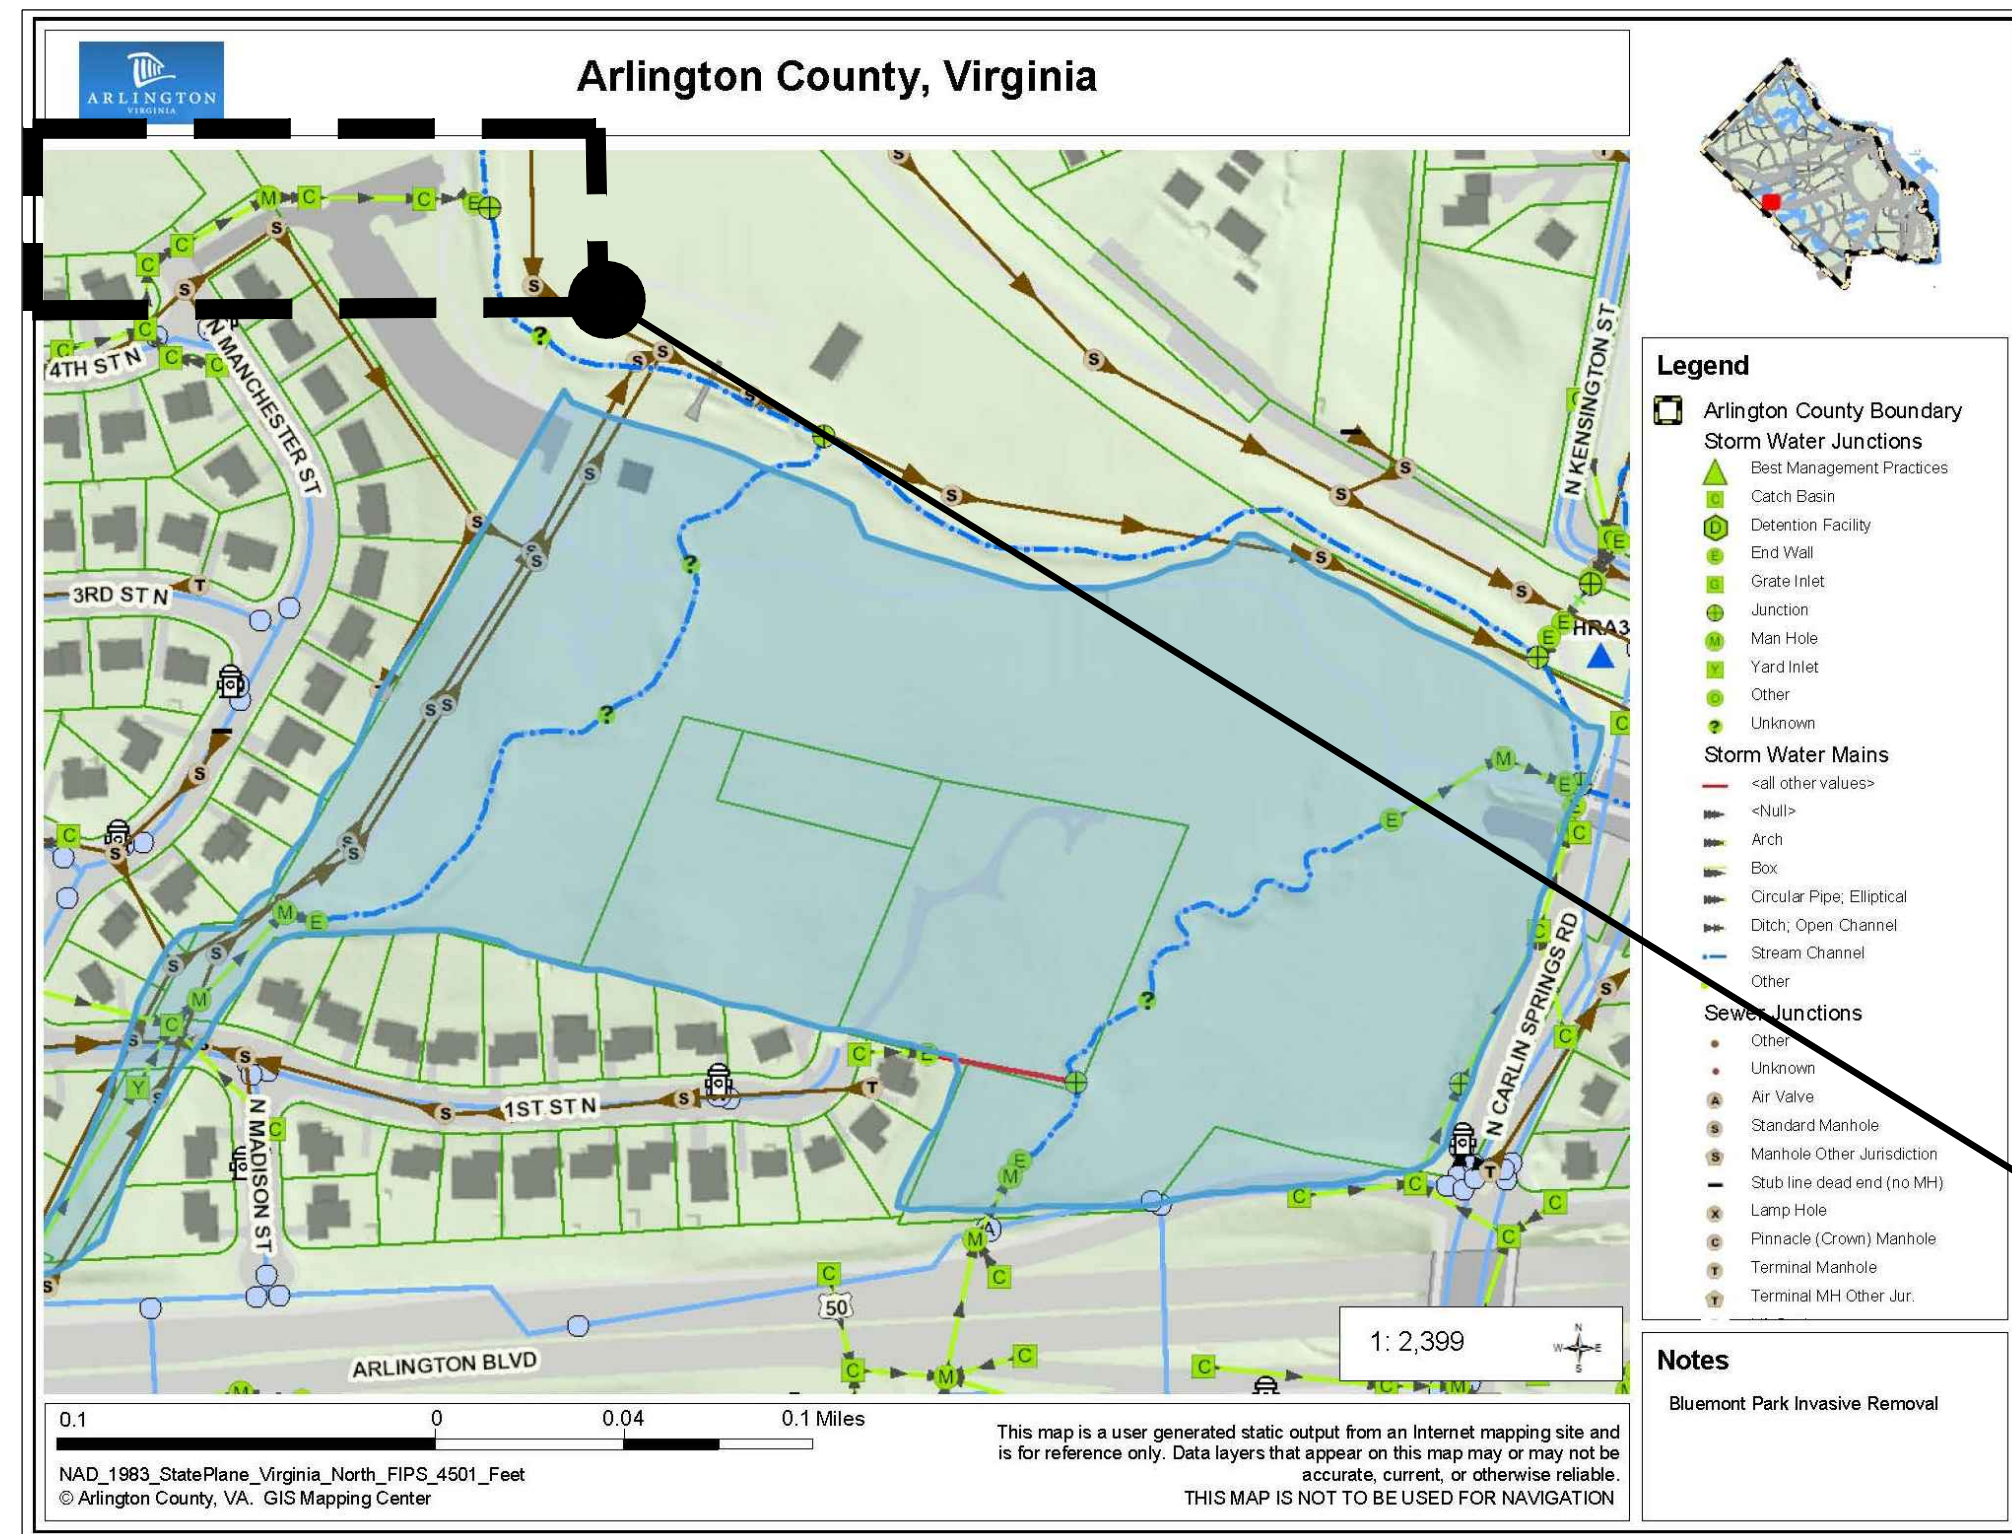 ARLINGTON
VIRGINIA
Arlington County, Virginia
4TH ST N
N MANCHESTER ST
3RD ST N
N KENSINGTON ST
HRA3
N CARLIN SPRINGS RD
1ST ST N
N MADISON ST
50
ARLINGTON BLVD
1: 2,399
N
W E
S
Legend
Arlington County Boundary
Storm Water Junctions
Best Management Practices
C Catch Basin
D Detention Facility
E End Wall
G Grate Inlet
Junction
M Man Hole
Y Yard Inlet
O Other
? Unknown
Storm Water Mains
<all other values>
<Null>
Arch
Box
Circular Pipe; Elliptical
Ditch; Open Channel
Stream Channel
Other
Sewer Junctions
Other
Unknown
A Air Valve
S Standard Manhole
S Manhole Other Jurisdiction
Stub line dead end (no MH)
X Lamp Hole
C Pinnacle (Crown) Manhole
T Terminal Manhole
T Terminal MH Other Jur.
Notes
Bluemont Park Invasive Removal
0.1 0 0.04 0.1 Miles
NAD_1983_StatePlane_Virginia_North_FIPS_4501_Feet
© Arlington County, VA. GIS Mapping Center
This map is a user generated static output from an Internet mapping site and
is for reference only. Data layers that appear on this map may or may not be
accurate, current, or otherwise reliable.
THIS MAP IS NOT TO BE USED FOR NAVIGATION